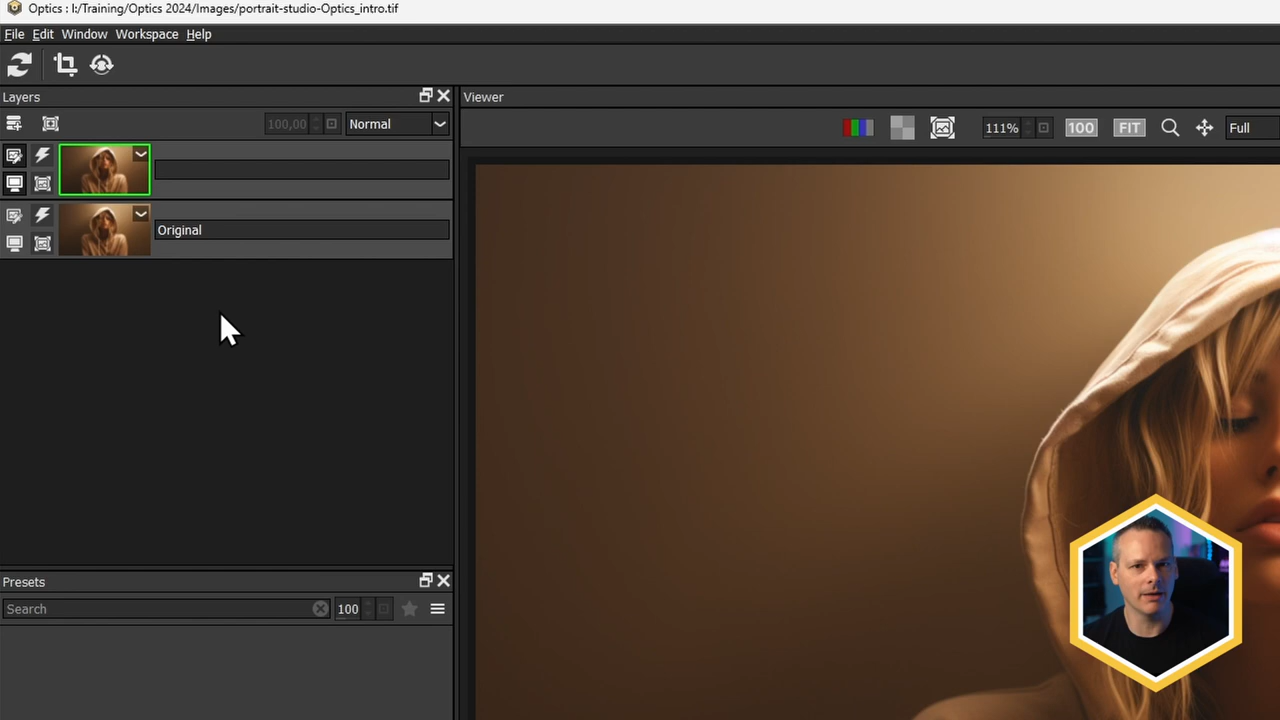 Optics : I:/Training/Optics 2024/Images/portrait-studio-Optics_intro.tif
File Edit Window Workspace Help
Layers
Viewer
100,00 Normal
111% 100 FIT Full
Original
Presets
Search 100